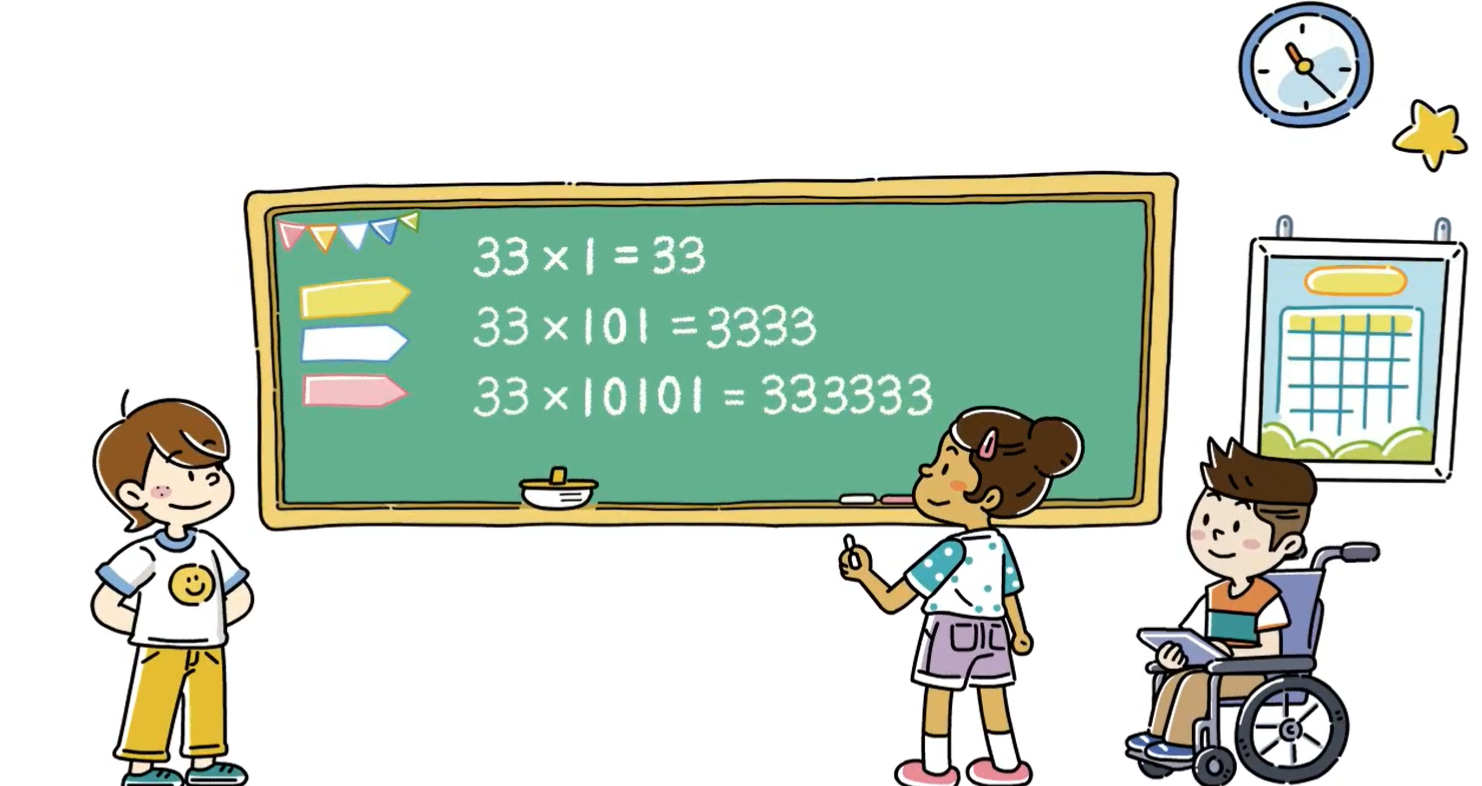 33 × 1 = 33
33 × 101 = 3333
33 × 10101 = 333333